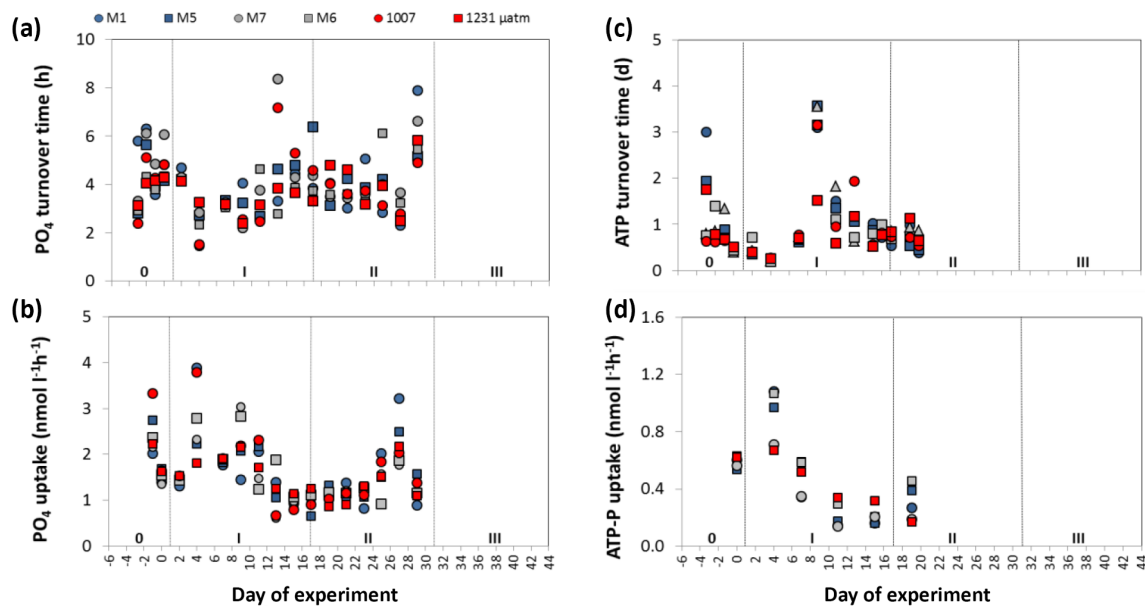 M1 M5 M7 M6 1007 1231 µatm
(a)
PO4 turnover time (h)
10
8
6
4
2
0
0 I II III
(c)
ATP turnover time (d)
5
4
3
2
1
0
0 I II III
(b)
PO4 uptake (nmol l-1h-1)
5
4
3
2
1
0
0 I II III
-6 -4 -2 0 2 4 6 8 10 12 14 16 18 20 22 24 26 28 30 32 34 36 38 40 42 44
Day of experiment
(d)
ATP-P uptake (nmol l-1h-1)
1.6
1.2
0.8
0.4
0.0
0 I II III
-6 -4 -2 0 2 4 6 8 10 12 14 16 18 20 22 24 26 28 30 32 34 36 38 40 42 44
Day of experiment